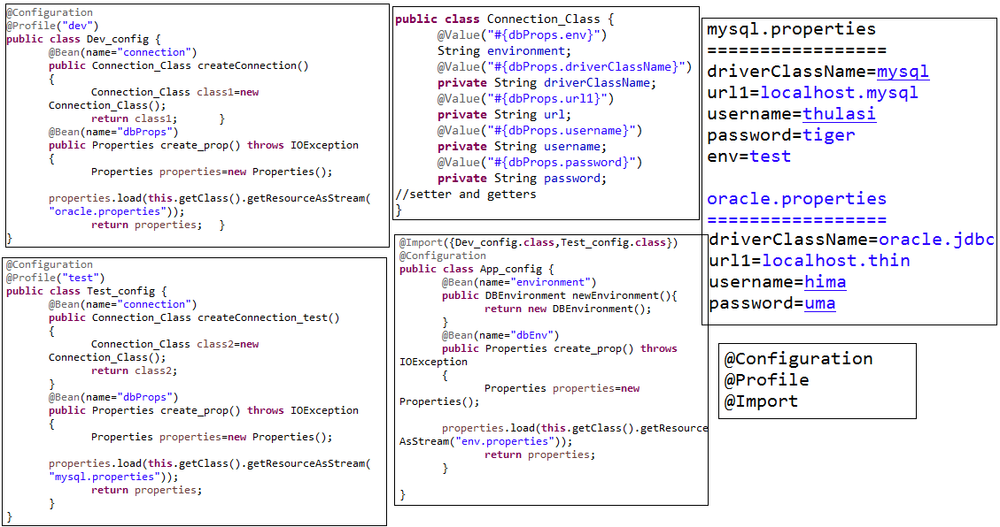 @Configuration
@Profile("dev")
public class Dev_config {
@Bean(name="connection")
public Connection_Class createConnection()
{
Connection_Class class1=new
Connection_Class();
return class1; }
@Bean(name="dbProps")
public Properties create_prop() throws IOException
{
Properties properties=new Properties();
properties.load(this.getClass().getResourceAsStream(
"oracle.properties"));
return properties; }
}
@Configuration
@Profile("test")
public class Test_config {
@Bean(name="connection")
public Connection_Class createConnection_test()
{
Connection_Class class2=new
Connection_Class();
return class2;
}
@Bean(name="dbProps")
public Properties create_prop() throws IOException
{
Properties properties=new Properties();
properties.load(this.getClass().getResourceAsStream(
"mysql.properties"));
return properties;
}
}
public class Connection_Class {
@Value("#{dbProps.env}")
String environment;
@Value("#{dbProps.driverClassName}")
private String driverClassName;
@Value("#{dbProps.url1}")
private String url;
@Value("#{dbProps.username}")
private String username;
@Value("#{dbProps.password}")
private String password;
//setter and getters
}
@Import({Dev_config.class,Test_config.class})
@Configuration
public class App_config {
@Bean(name="environment")
public DBEnvironment newEnvironment(){
return new DBEnvironment();
}
@Bean(name="dbEnv")
public Properties create_prop() throws
IOException
{
Properties properties=new
Properties();
properties.load(this.getClass().getResource
AsStream("env.properties"));
return properties;
}
}
mysql.properties
=================
driverClassName=mysql
url1=localhost.mysql
username=thulasi
password=tiger
env=test
oracle.properties
=================
driverClassName=oracle.jdbc
url1=localhost.thin
username=hima
password=uma
@Configuration
@Profile
@Import